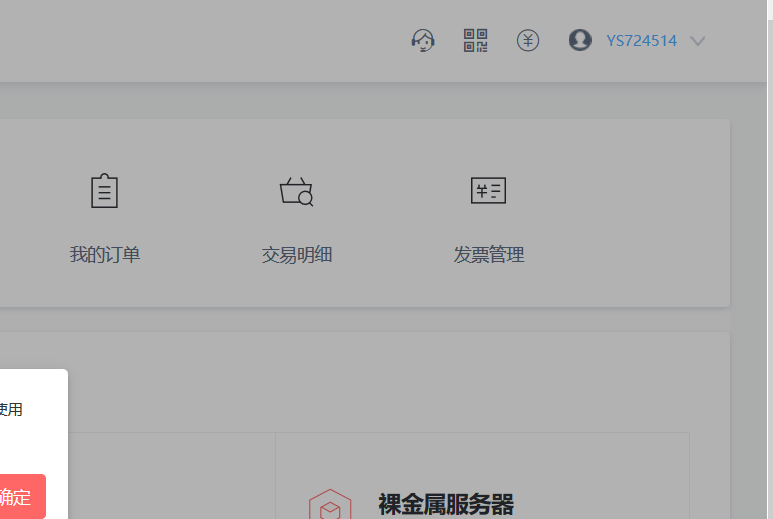 YS724514
我的订单
交易明细
发票管理
使用
确定
裸金属服务器